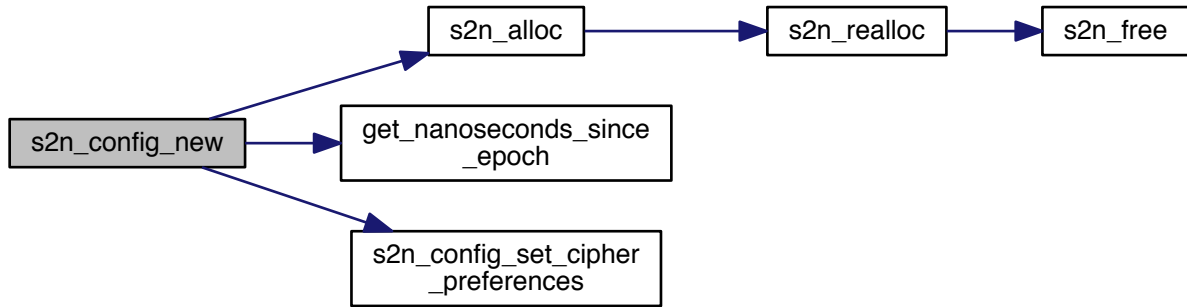 s2n_alloc
s2n_realloc
s2n_free
s2n_config_new
get_nanoseconds_since
_epoch
s2n_config_set_cipher
_preferences